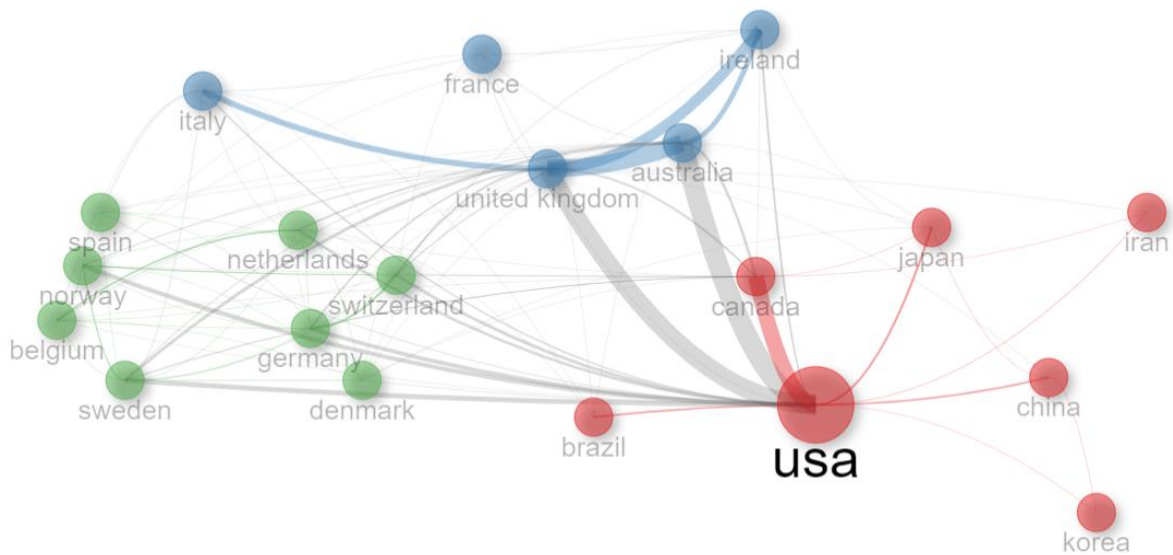 ireland
france
italy
australia
united kingdom
spain
iran
netherlands
japan
norway
switzerland
canada
belgium
germany
sweden
denmark
china
brazil
usa
korea